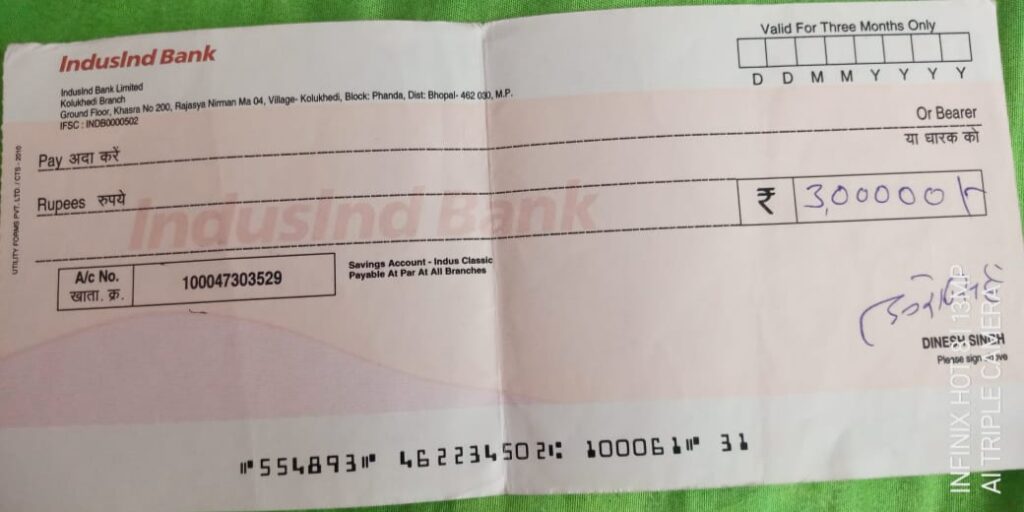 IndusInd Bank
Valid For Three Months Only
D D M M Y Y Y Y
IndusInd Bank Limited
Kolukhedi Branch
Ground Floor, Khasra No 200, Rajasya Nirman Ma 04, Village- Kolukhedi, Block: Phanda, Dist: Bhopal- 462 030, M.P.
IFSC : INDB0000502
Or Bearer
या धारक को
Pay अदा करें
Rupees रुपये
₹ 3,00000/-
IndusInd Bank
A/c No.
खाता. क्र.
100047303529
Savings Account - Indus Classic
Payable At Par At All Branches
DINESH SINGH
Please sign above
⑈554893⑈ 462234502⑆ 100061⑈ 31
UTILITY FORMS PVT. LTD. / CTS - 2010
INFINIX HOT 8 I 13MP
AI TRIPLE CAMERA